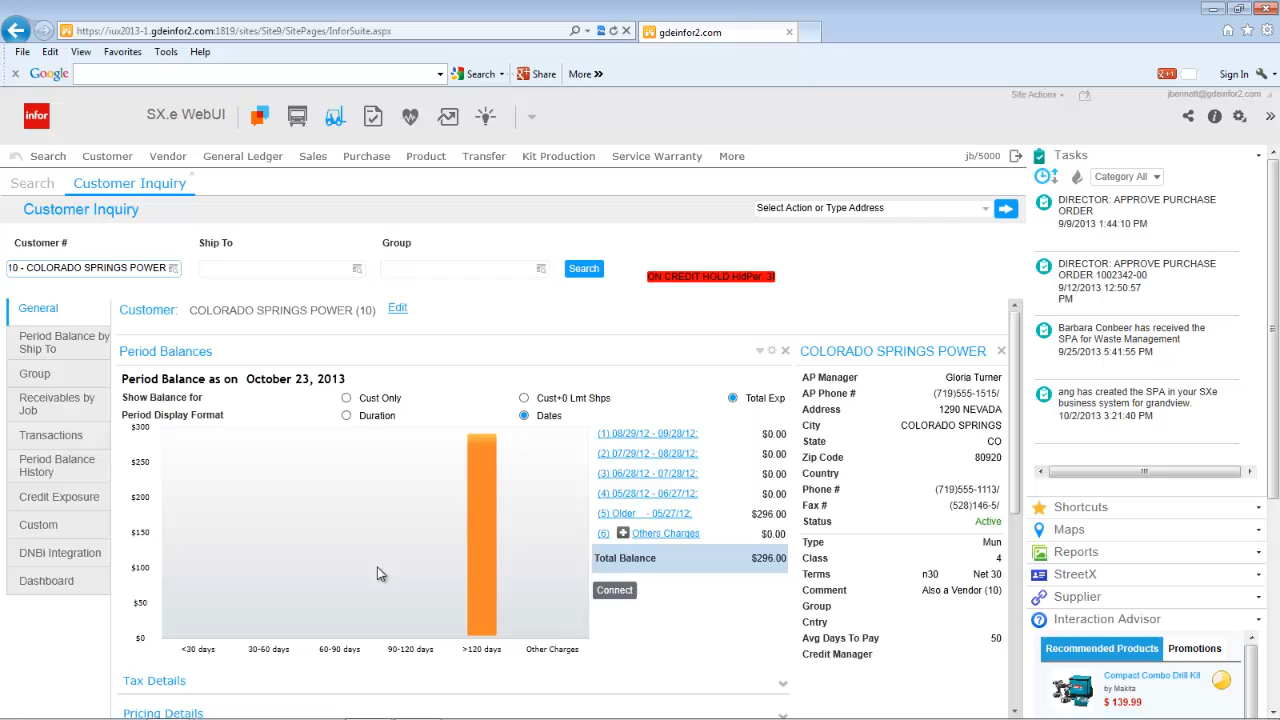 https://iux2013-1.gdeinfor2.com:1819/sites/Site9/SitePages/InforSuite.aspx
gdeinfor2.com
File Edit View Favorites Tools Help
Google Search Share More » Sign In
Site Actions jbennett@gdeinfor2.com
infor SX.e WebUI
Search Customer Vendor General Ledger Sales Purchase Product Transfer Kit Production Service Warranty More jb/5000
Search Customer Inquiry
Customer Inquiry
Select Action or Type Address
Customer # Ship To Group
10 - COLORADO SPRINGS POWER Search
ON CREDIT HOLD HldPer: 3!
General
Period Balance by
Ship To
Group
Receivables by
Job
Transactions
Period Balance
History
Credit Exposure
Custom
DNBi Integration
Dashboard
Customer: COLORADO SPRINGS POWER (10) Edit
Period Balances
Period Balance as on October 23, 2013
Show Balance for Cust Only Cust+0 Lmt Shps Total Exp
Period Display Format Duration Dates
$300
$250
$200
$150
$100
$50
$0
<30 days 30-60 days 60-90 days 90-120 days >120 days Other Charges
(1) 08/29/12 - 09/28/12: $0.00
(2) 07/29/12 - 08/28/12: $0.00
(3) 06/28/12 - 07/28/12: $0.00
(4) 05/28/12 - 06/27/12: $0.00
(5) Older - 05/27/12: $296.00
(6) Others Charges $0.00
Total Balance $296.00
Connect
Tax Details
Pricing Details
COLORADO SPRINGS POWER
AP Manager Gloria Turner
AP Phone # (719)555-1515/
Address 1290 NEVADA
City COLORADO SPRINGS
State CO
Zip Code 80920
Country
Phone # (719)555-1113/
Fax # (528)146-5/
Status Active
Type Mun
Class 4
Terms n30 Net 30
Comment Also a Vendor (10)
Group
Cntry
Avg Days To Pay 50
Credit Manager
Tasks
Category All
DIRECTOR: APPROVE PURCHASE
ORDER
9/9/2013 1:44:10 PM
DIRECTOR: APPROVE PURCHASE
ORDER 1002342-00
9/12/2013 12:50:57
PM
Barbara Conbeer has received the
SPA for Waste Management
9/25/2013 5:41:55 PM
ang has created the SPA in your SXe
business system for grandview.
10/2/2013 3:21:40 PM
Shortcuts
Maps
Reports
StreetX
Supplier
Interaction Advisor
Recommended Products Promotions
Compact Combo Drill Kit
by Makita
$ 139.99